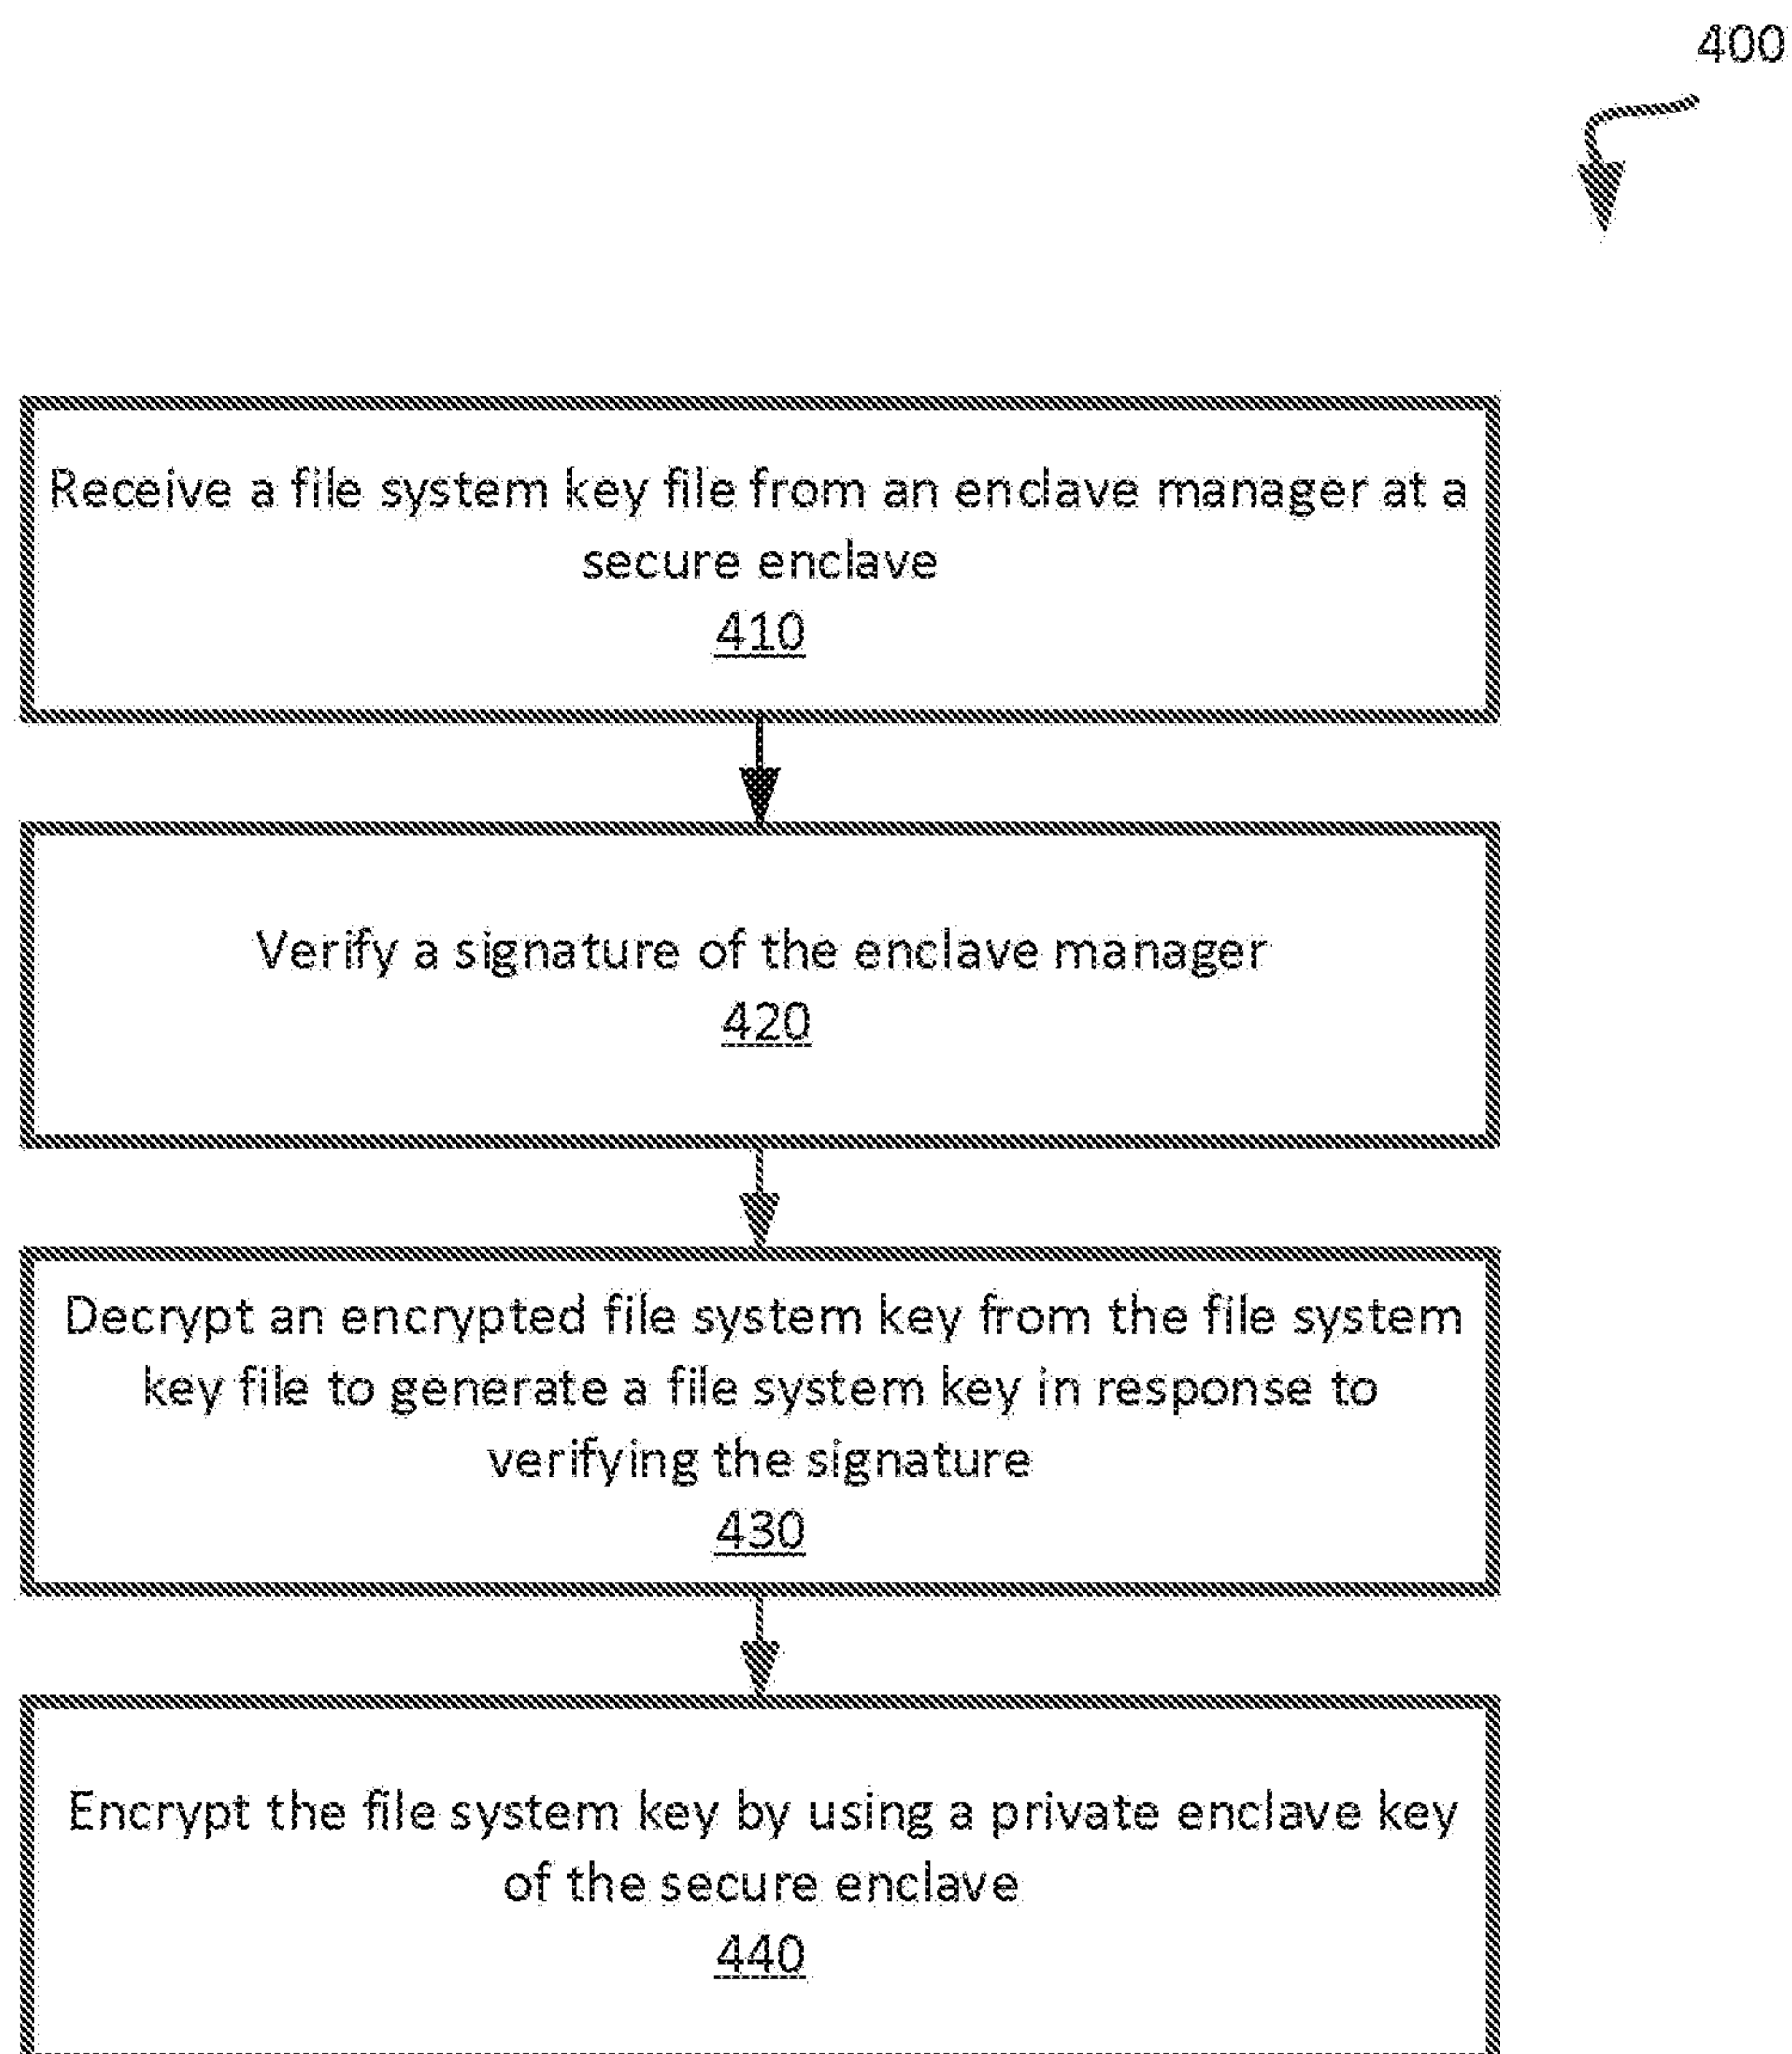 400
Receive a file system key file from an enclave manager at a
secure enclave
410
Verify a signature of the enclave manager
420
Decrypt an encrypted file system key from the file system
key file to generate a file system key in response to
verifying the signature
430
Encrypt the file system key by using a private enclave key
of the secure enclave
440